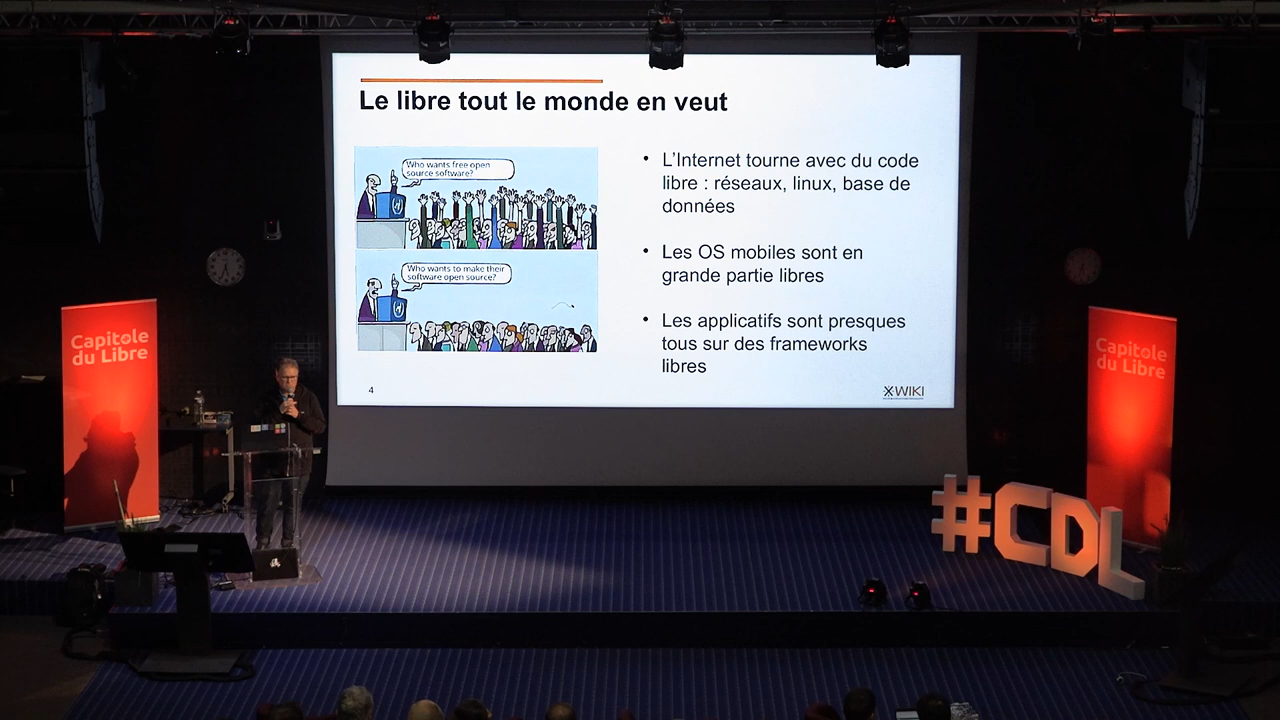 Le libre tout le monde en veut
Who wants free open
source software?
Who wants to make their
software open source?
• L'Internet tourne avec du code
libre : réseaux, linux, base de
données
• Les OS mobiles sont en
grande partie libres
• Les applicatifs sont presques
tous sur des frameworks
libres
4
XWIKI
Capitole
du Libre
Capitole
du Libre
#CDL